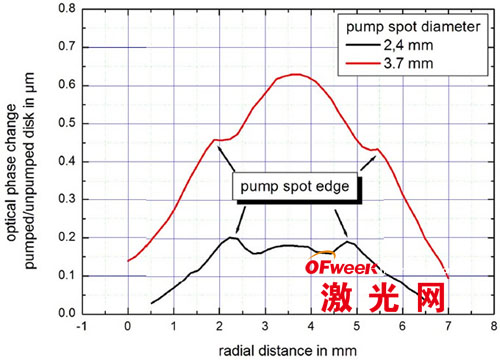 0.8
0.7
0.6
0.5
0.4
0.3
0.2
0.1
0.0
optical phase change
pumped/unpumped disk in µm
pump spot diameter
2,4 mm
3.7 mm
pump spot edge
OFweek
激光网
-1 0 1 2 3 4 5 6 7 8
radial distance in mm